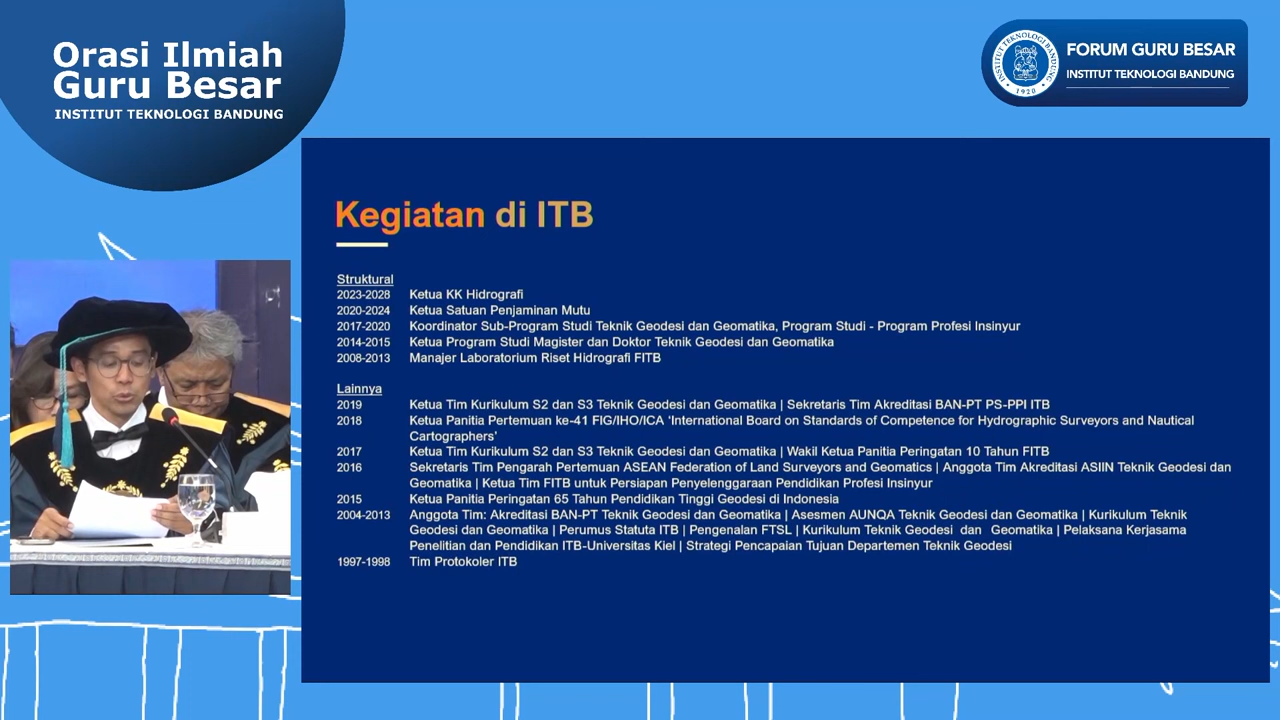 Orasi Ilmiah
Guru Besar
INSTITUT TEKNOLOGI BANDUNG
INSTITUT TEKNOLOGI BANDUNG
1920
FORUM GURU BESAR
INSTITUT TEKNOLOGI BANDUNG
Kegiatan di ITB
Struktural
2023-2028 Ketua KK Hidrografi
2020-2024 Ketua Satuan Penjaminan Mutu
2017-2020 Koordinator Sub-Program Studi Teknik Geodesi dan Geomatika, Program Studi - Program Profesi Insinyur
2014-2015 Ketua Program Studi Magister dan Doktor Teknik Geodesi dan Geomatika
2008-2013 Manajer Laboratorium Riset Hidrografi FITB
Lainnya
2019 Ketua Tim Kurikulum S2 dan S3 Teknik Geodesi dan Geomatika | Sekretaris Tim Akreditasi BAN-PT PS-PPI ITB
2018 Ketua Panitia Pertemuan ke-41 FIG/IHO/ICA 'International Board on Standards of Competence for Hydrographic Surveyors and Nautical
Cartographers'
2017 Ketua Tim Kurikulum S2 dan S3 Teknik Geodesi dan Geomatika | Wakil Ketua Panitia Peringatan 10 Tahun FITB
2016 Sekretaris Tim Pengarah Pertemuan ASEAN Federation of Land Surveyors and Geomatics | Anggota Tim Akreditasi ASIIN Teknik Geodesi dan
Geomatika | Ketua Tim FITB untuk Persiapan Penyelenggaraan Pendidikan Profesi Insinyur
2015 Ketua Panitia Peringatan 65 Tahun Pendidikan Tinggi Geodesi di Indonesia
2004-2013 Anggota Tim: Akreditasi BAN-PT Teknik Geodesi dan Geomatika | Asesmen AUNQA Teknik Geodesi dan Geomatika | Kurikulum Teknik
Geodesi dan Geomatika | Perumus Statuta ITB | Pengenalan FTSL | Kurikulum Teknik Geodesi dan Geomatika | Pelaksana Kerjasama
Penelitian dan Pendidikan ITB-Universitas Kiel | Strategi Pencapaian Tujuan Departemen Teknik Geodesi
1997-1998 Tim Protokoler ITB